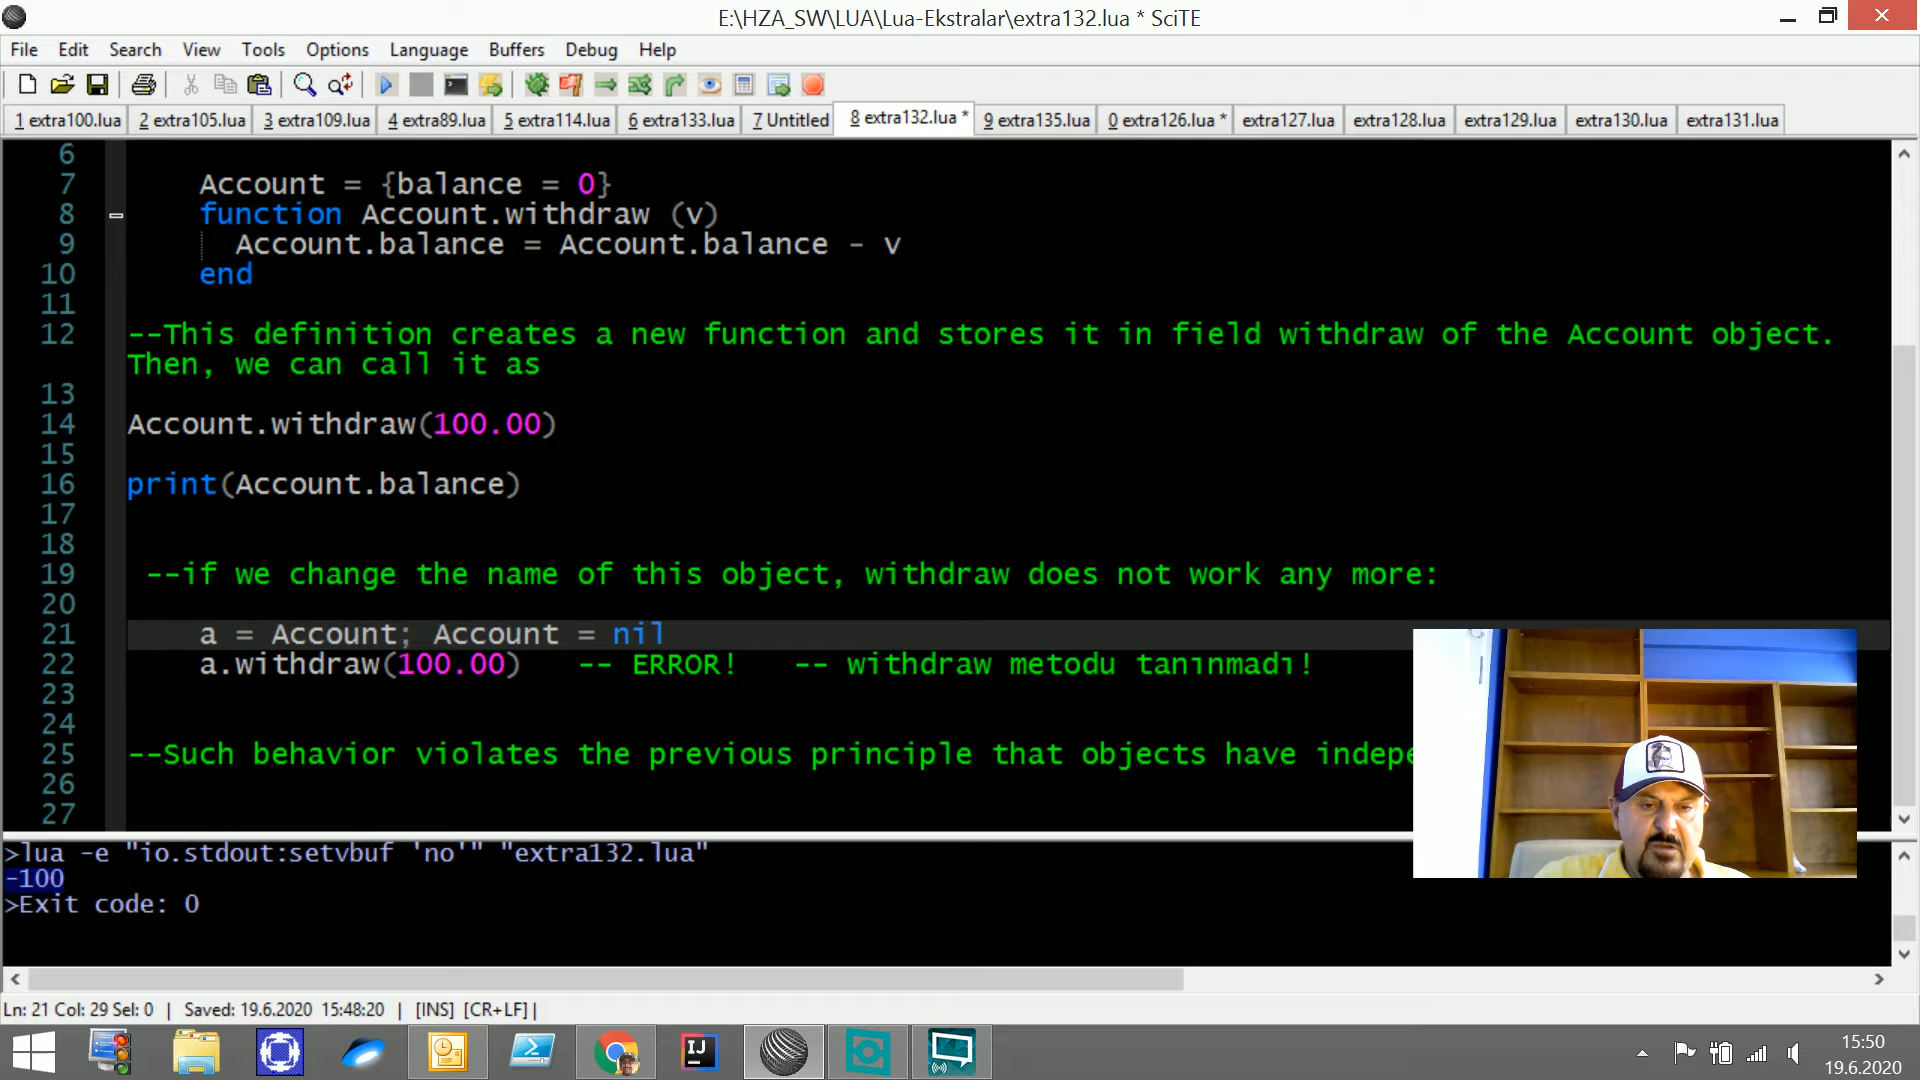 E:\HZA_SW\LUA\Lua-Ekstralar\extra132.lua * SciTE
File Edit Search View Tools Options Language Buffers Debug Help
1 extra100.lua 2 extra105.lua 3 extra109.lua 4 extra89.lua 5 extra114.lua 6 extra133.lua 7 Untitled 8 extra132.lua * 9 extra135.lua 0 extra126.lua * extra127.lua extra128.lua extra129.lua extra130.lua extra131.lua
6
7 Account = {balance = 0}
8 function Account.withdraw (v)
9 Account.balance = Account.balance - v
10 end
11
12 --This definition creates a new function and stores it in field withdraw of the Account object.
Then, we can call it as
13
14 Account.withdraw(100.00)
15
16 print(Account.balance)
17
18
19 --if we change the name of this object, withdraw does not work any more:
20
21 a = Account; Account = nil
22 a.withdraw(100.00) -- ERROR! -- withdraw metodu tanınmadı!
23
24
25 --Such behavior violates the previous principle that objects have indepe
26
27
>lua -e "io.stdout:setvbuf 'no'" "extra132.lua"
-100
>Exit code: 0
Ln: 21 Col: 29 Sel: 0 | Saved: 19.6.2020 15:48:20 | [INS] [CR+LF] |
IJ
15:50
19.6.2020